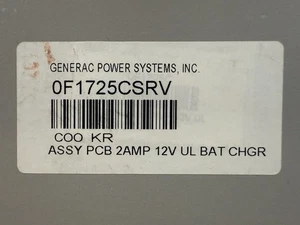 GENERAC POWER SYSTEMS, INC.
0F1725CSRV
COO KR
ASSY PCB 2AMP 12V UL BAT CHGR